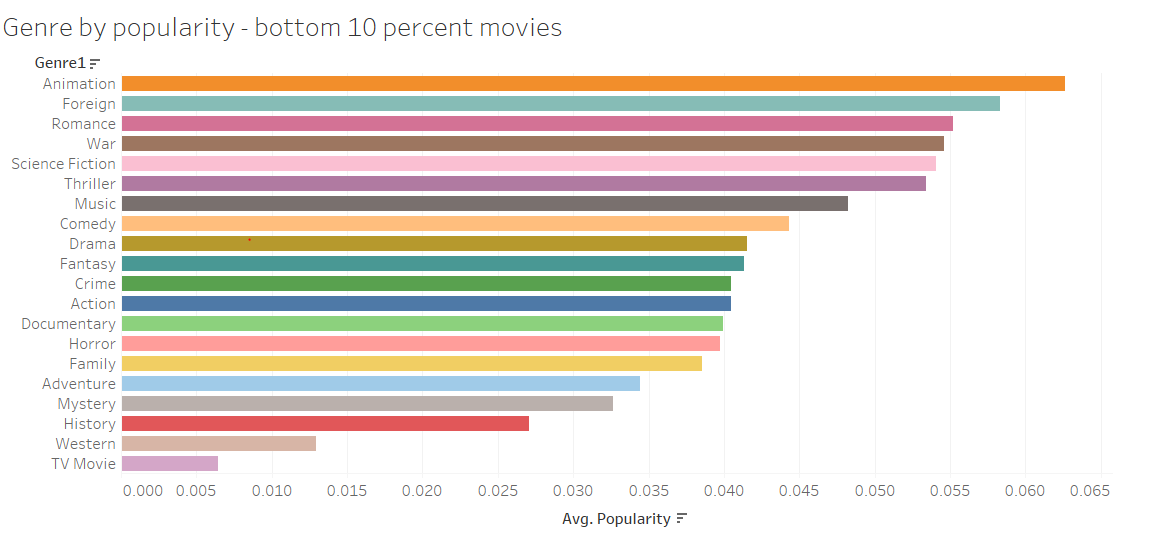 Genre by popularity - bottom 10 percent movies
Genre1
Animation
Foreign
Romance
War
Science Fiction
Thriller
Music
Comedy
Drama
Fantasy
Crime
Action
Documentary
Horror
Family
Adventure
Mystery
History
Western
TV Movie
0.000 0.005 0.010 0.015 0.020 0.025 0.030 0.035 0.040 0.045 0.050 0.055 0.060 0.065
Avg. Popularity